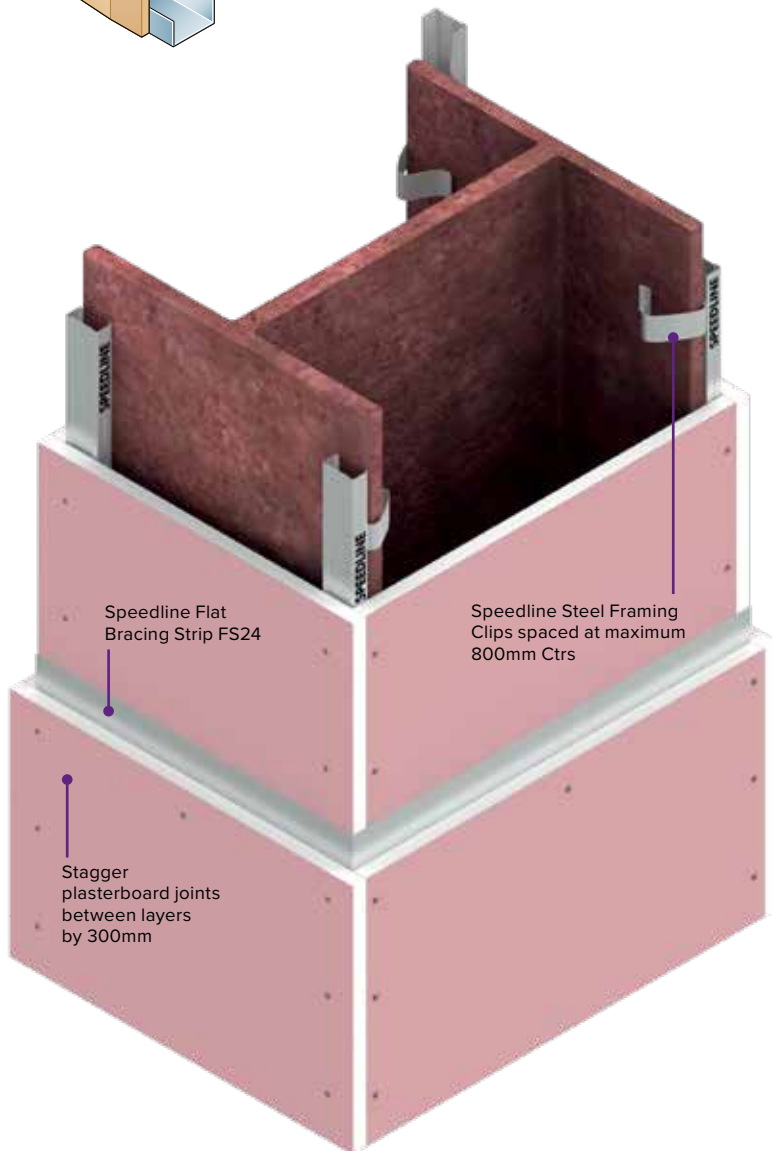 SPEEDLINE
SPEEDLINE
SPEEDLINE
Speedline Flat
Bracing Strip FS24
Speedline Steel Framing
Clips spaced at maximum
800mm Ctrs
Stagger
plasterboard joints
between layers
by 300mm